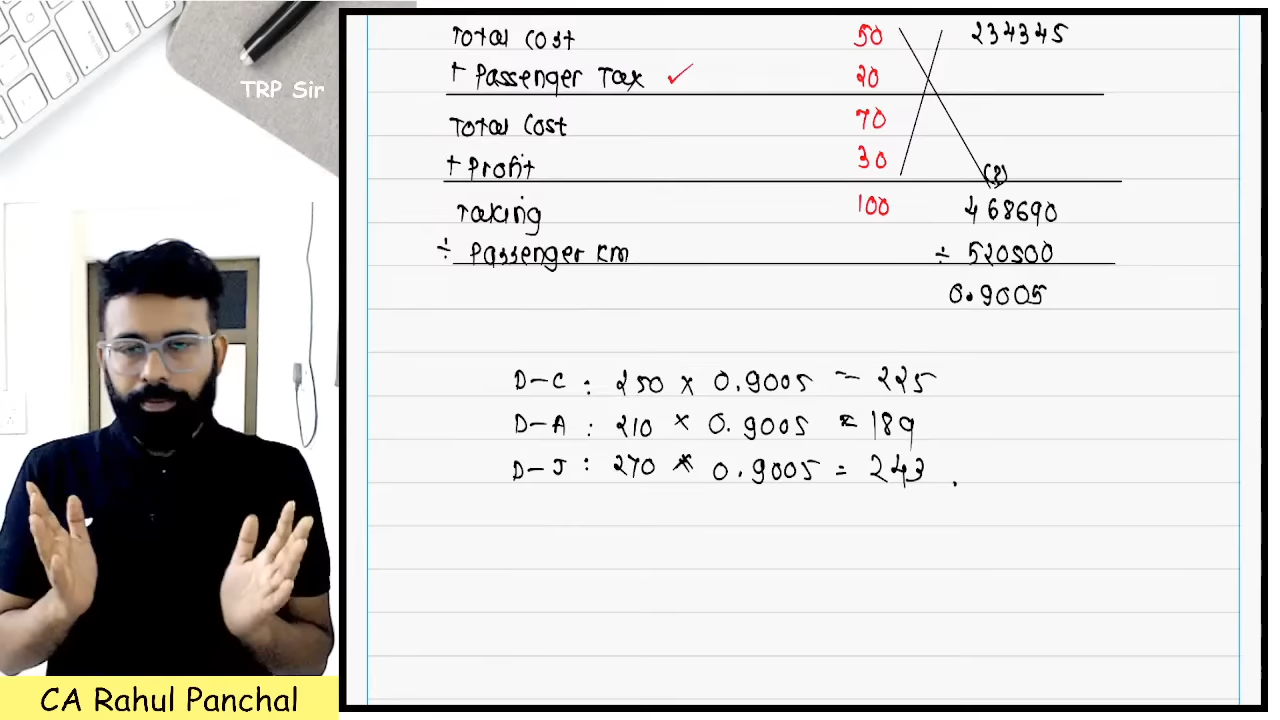 TRP Sir
Total Cost 50 234345
+ Passenger Tax ✓ 20
Total Cost 70
+ Profit 30
(?)
Taking 100 468690
÷ Passenger km ÷ 520500
0.9005
D-C : 250 × 0.9005 = 225
D-A : 210 × 0.9005 = 189
D-J : 270 × 0.9005 = 243 .
CA Rahul Panchal